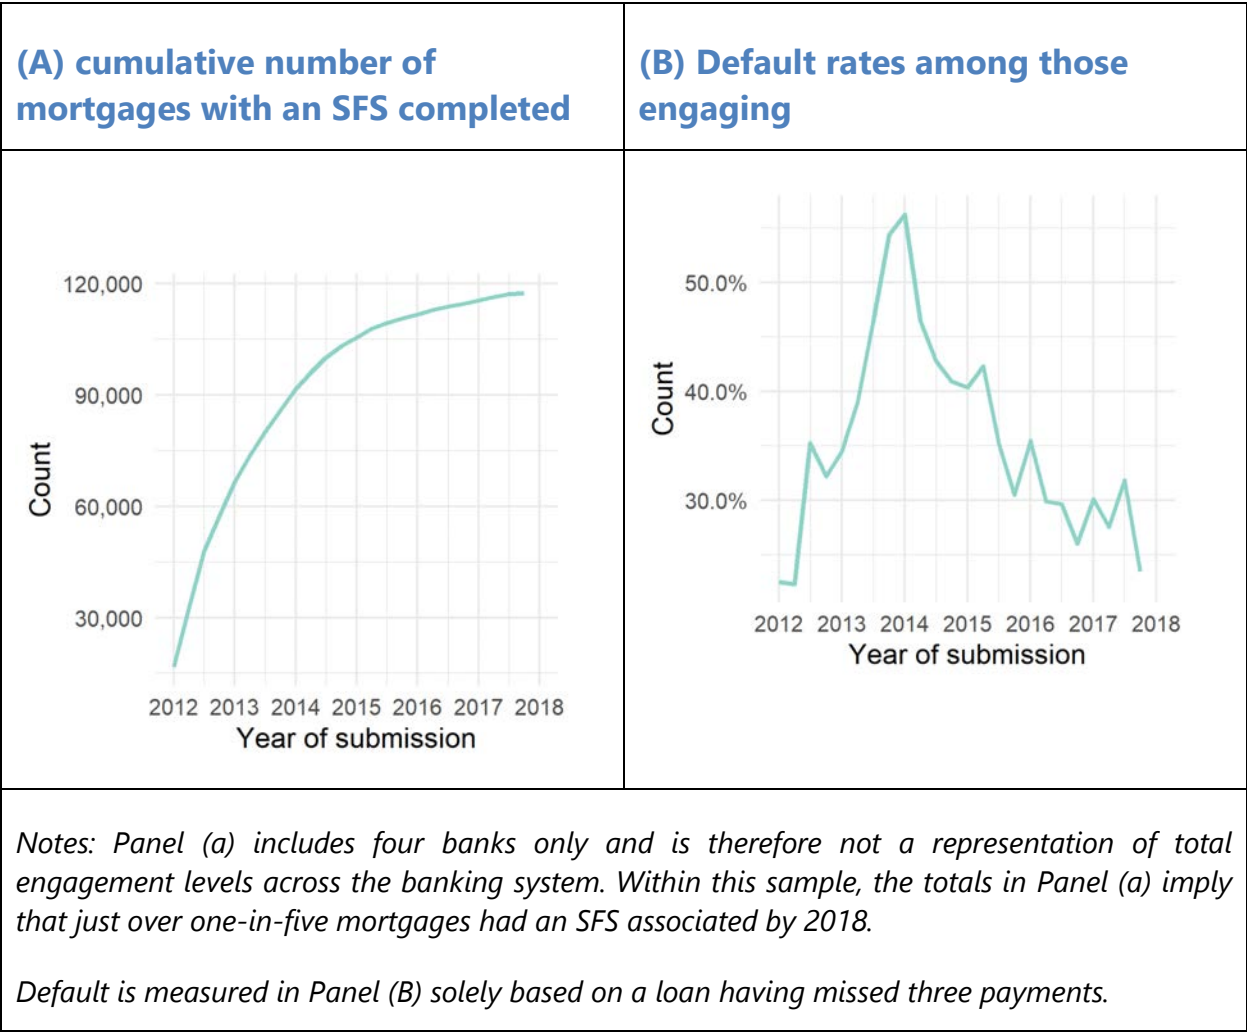 (A) cumulative number of
mortgages with an SFS completed
(B) Default rates among those
engaging
120,000
90,000
60,000
30,000
Count
2012 2013 2014 2015 2016 2017 2018
Year of submission
50.0%
40.0%
30.0%
Count
2012 2013 2014 2015 2016 2017 2018
Year of submission
Notes: Panel (a) includes four banks only and is therefore not a representation of total
engagement levels across the banking system. Within this sample, the totals in Panel (a) imply
that just over one-in-five mortgages had an SFS associated by 2018.
Default is measured in Panel (B) solely based on a loan having missed three payments.